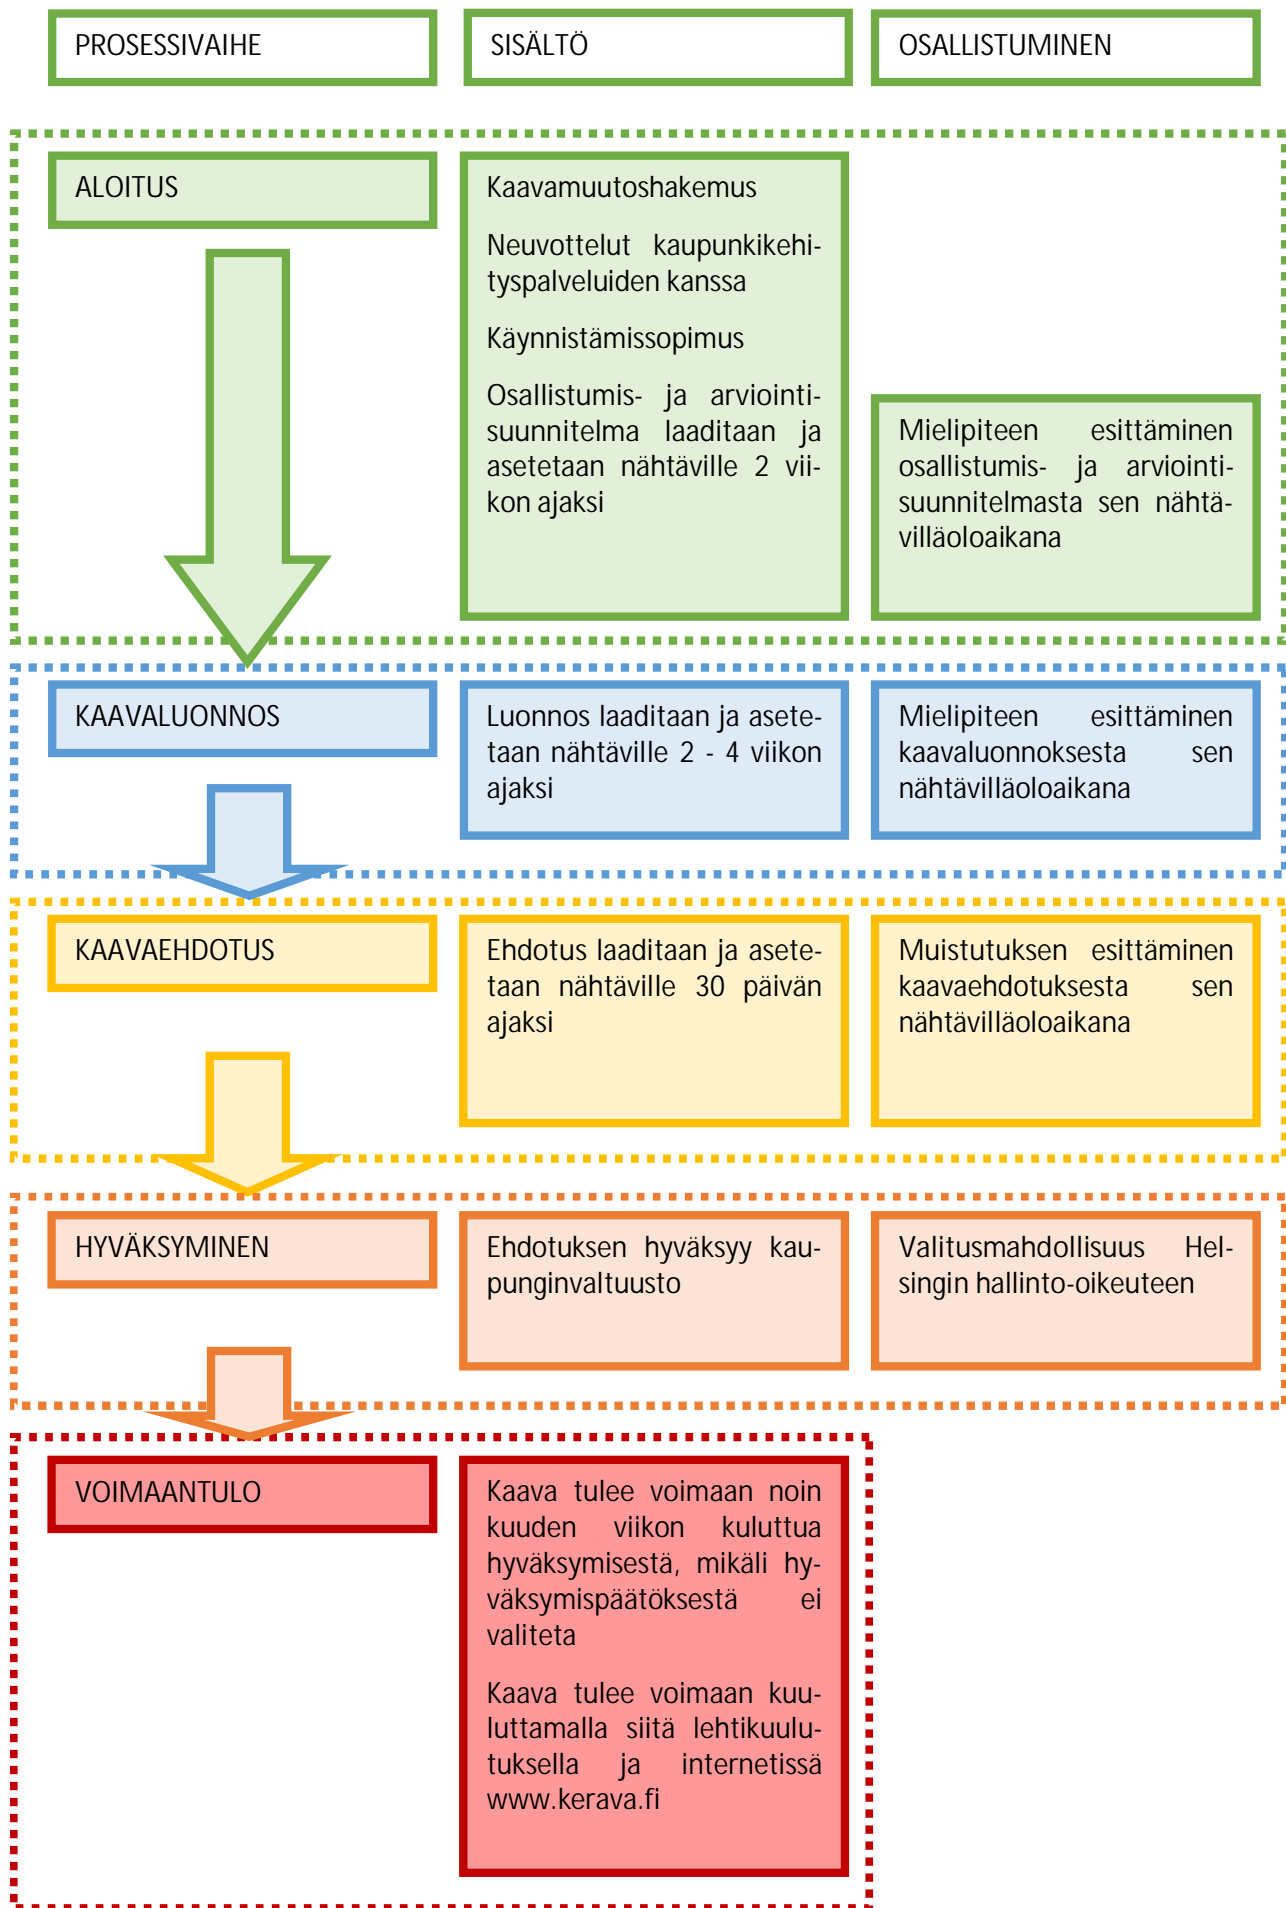 PROSESSIVAIHE
SISÄLTÖ
OSALLISTUMINEN
ALOITUS
Kaavamuutoshakemus
Neuvottelut kaupunkikehi-
tyspalveluiden kanssa
Käynnistämissopimus
Osallistumis- ja arviointi-
suunnitelma laaditaan ja
asetetaan nähtäville 2 vii-
kon ajaksi
Mielipiteen esittäminen
osallistumis- ja arviointi-
suunnitelmasta sen nähtä-
villäoloaikana
KAAVALUONNOS
Luonnos laaditaan ja asete-
taan nähtäville 2 - 4 viikon
ajaksi
Mielipiteen esittäminen
kaavaluonnoksesta sen
nähtävilläoloaikana
KAAVAEHDOTUS
Ehdotus laaditaan ja asete-
taan nähtäville 30 päivän
ajaksi
Muistutuksen esittäminen
kaavaehdotuksesta sen
nähtävilläoloaikana
HYVÄKSYMINEN
Ehdotuksen hyväksyy kau-
punginvaltuusto
Valitusmahdollisuus Hel-
singin hallinto-oikeuteen
VOIMAANTULO
Kaava tulee voimaan noin
kuuden viikon kuluttua
hyväksymisestä, mikäli hy-
väksymispäätöksestä ei
valiteta
Kaava tulee voimaan kuu-
luttamalla siitä lehtikuulu-
tuksella ja internetissä
www.kerava.fi